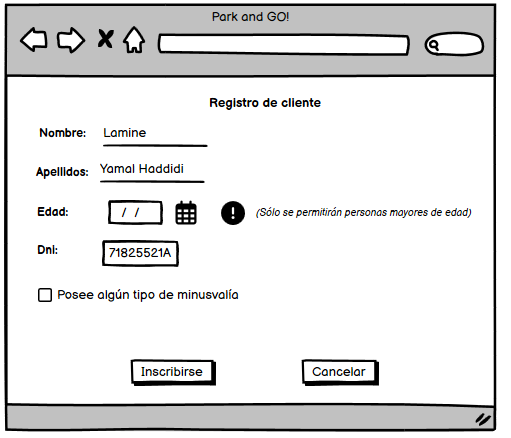 Park and GO!
Registro de cliente
Nombre: Lamine
Apellidos: Yamal Haddidi
Edad: / / ! (Sólo se permitirán personas mayores de edad)
Dni: 71825521A
Posee algún tipo de minusvalía
Inscribirse Cancelar